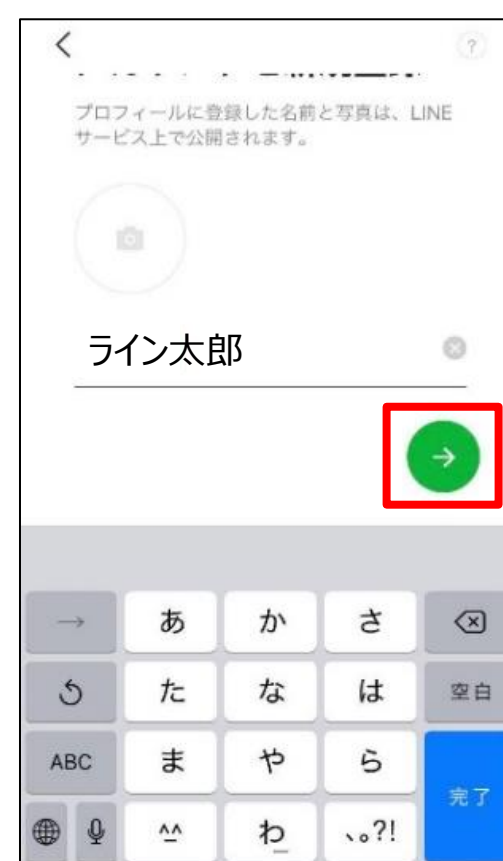 ?
プロフィールに登録した名前と写真は、LINE
サービス上で公開されます。
ライン太郎
→
→ あ か さ
た な は 空白
ABC ま や ら 完了
^^ わ 、。?!